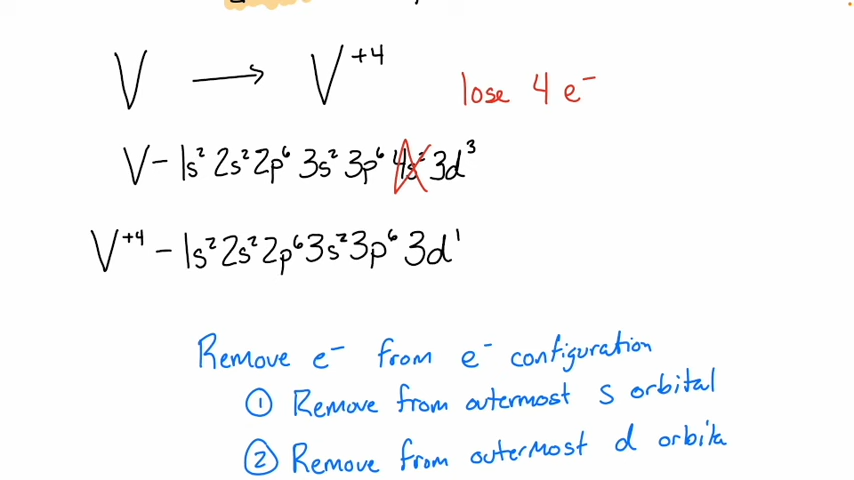 V → V⁺⁴ lose 4 e⁻
V – 1s² 2s² 2p⁶ 3s² 3p⁶ 4s² 3d³
V⁺⁴ – 1s² 2s² 2p⁶ 3s² 3p⁶ 3d¹
Remove e⁻ from e⁻ configuration
① Remove from outermost s orbital
② Remove from outermost d orbita